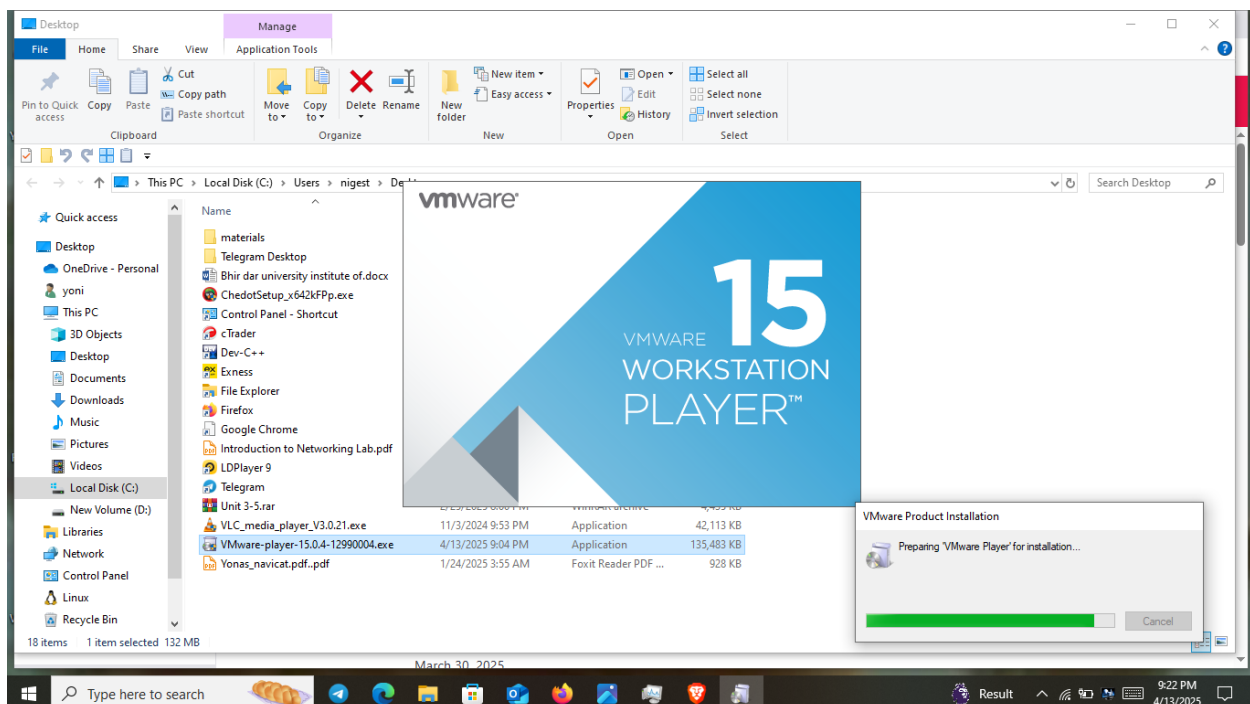 Desktop
Manage
File Home Share View Application Tools
Pin to Quick access
Copy
Paste
Cut
Copy path
Paste shortcut
Clipboard
Move to
Copy to
Delete
Rename
Organize
New folder
New item
Easy access
New
Properties
Open
Edit
History
Open
Select all
Select none
Invert selection
Select
This PC > Local Disk (C:) > Users > nigest >
Search Desktop
Quick access
Desktop
OneDrive - Personal
yoni
This PC
3D Objects
Desktop
Documents
Downloads
Music
Pictures
Videos
Local Disk (C:)
New Volume (D:)
Libraries
Network
Control Panel
Linux
Recycle Bin
Name
materials
Telegram Desktop
Bhir dar university institute of.docx
ChedotSetup_x642kFPp.exe
Control Panel - Shortcut
cTrader
Dev-C++
Exness
File Explorer
Firefox
Google Chrome
Introduction to Networking Lab.pdf
LDPlayer 9
Telegram
Unit 3-5.rar
VLC_media_player_V3.0.21.exe 11/3/2024 9:53 PM Application 42,113 KB
VMware-player-15.0.4-12990004.exe 4/13/2025 9:04 PM Application 135,483 KB
Yonas_navicat.pdf..pdf 1/24/2025 3:55 AM Foxit Reader PDF ... 928 KB
vmware®
15
VMWARE
WORKSTATION
PLAYER™
VMware Product Installation
Preparing 'VMware Player' for installation...
Cancel
18 items 1 item selected 132 MB
March 30, 2025
Type here to search
Result
9:22 PM
4/13/2025